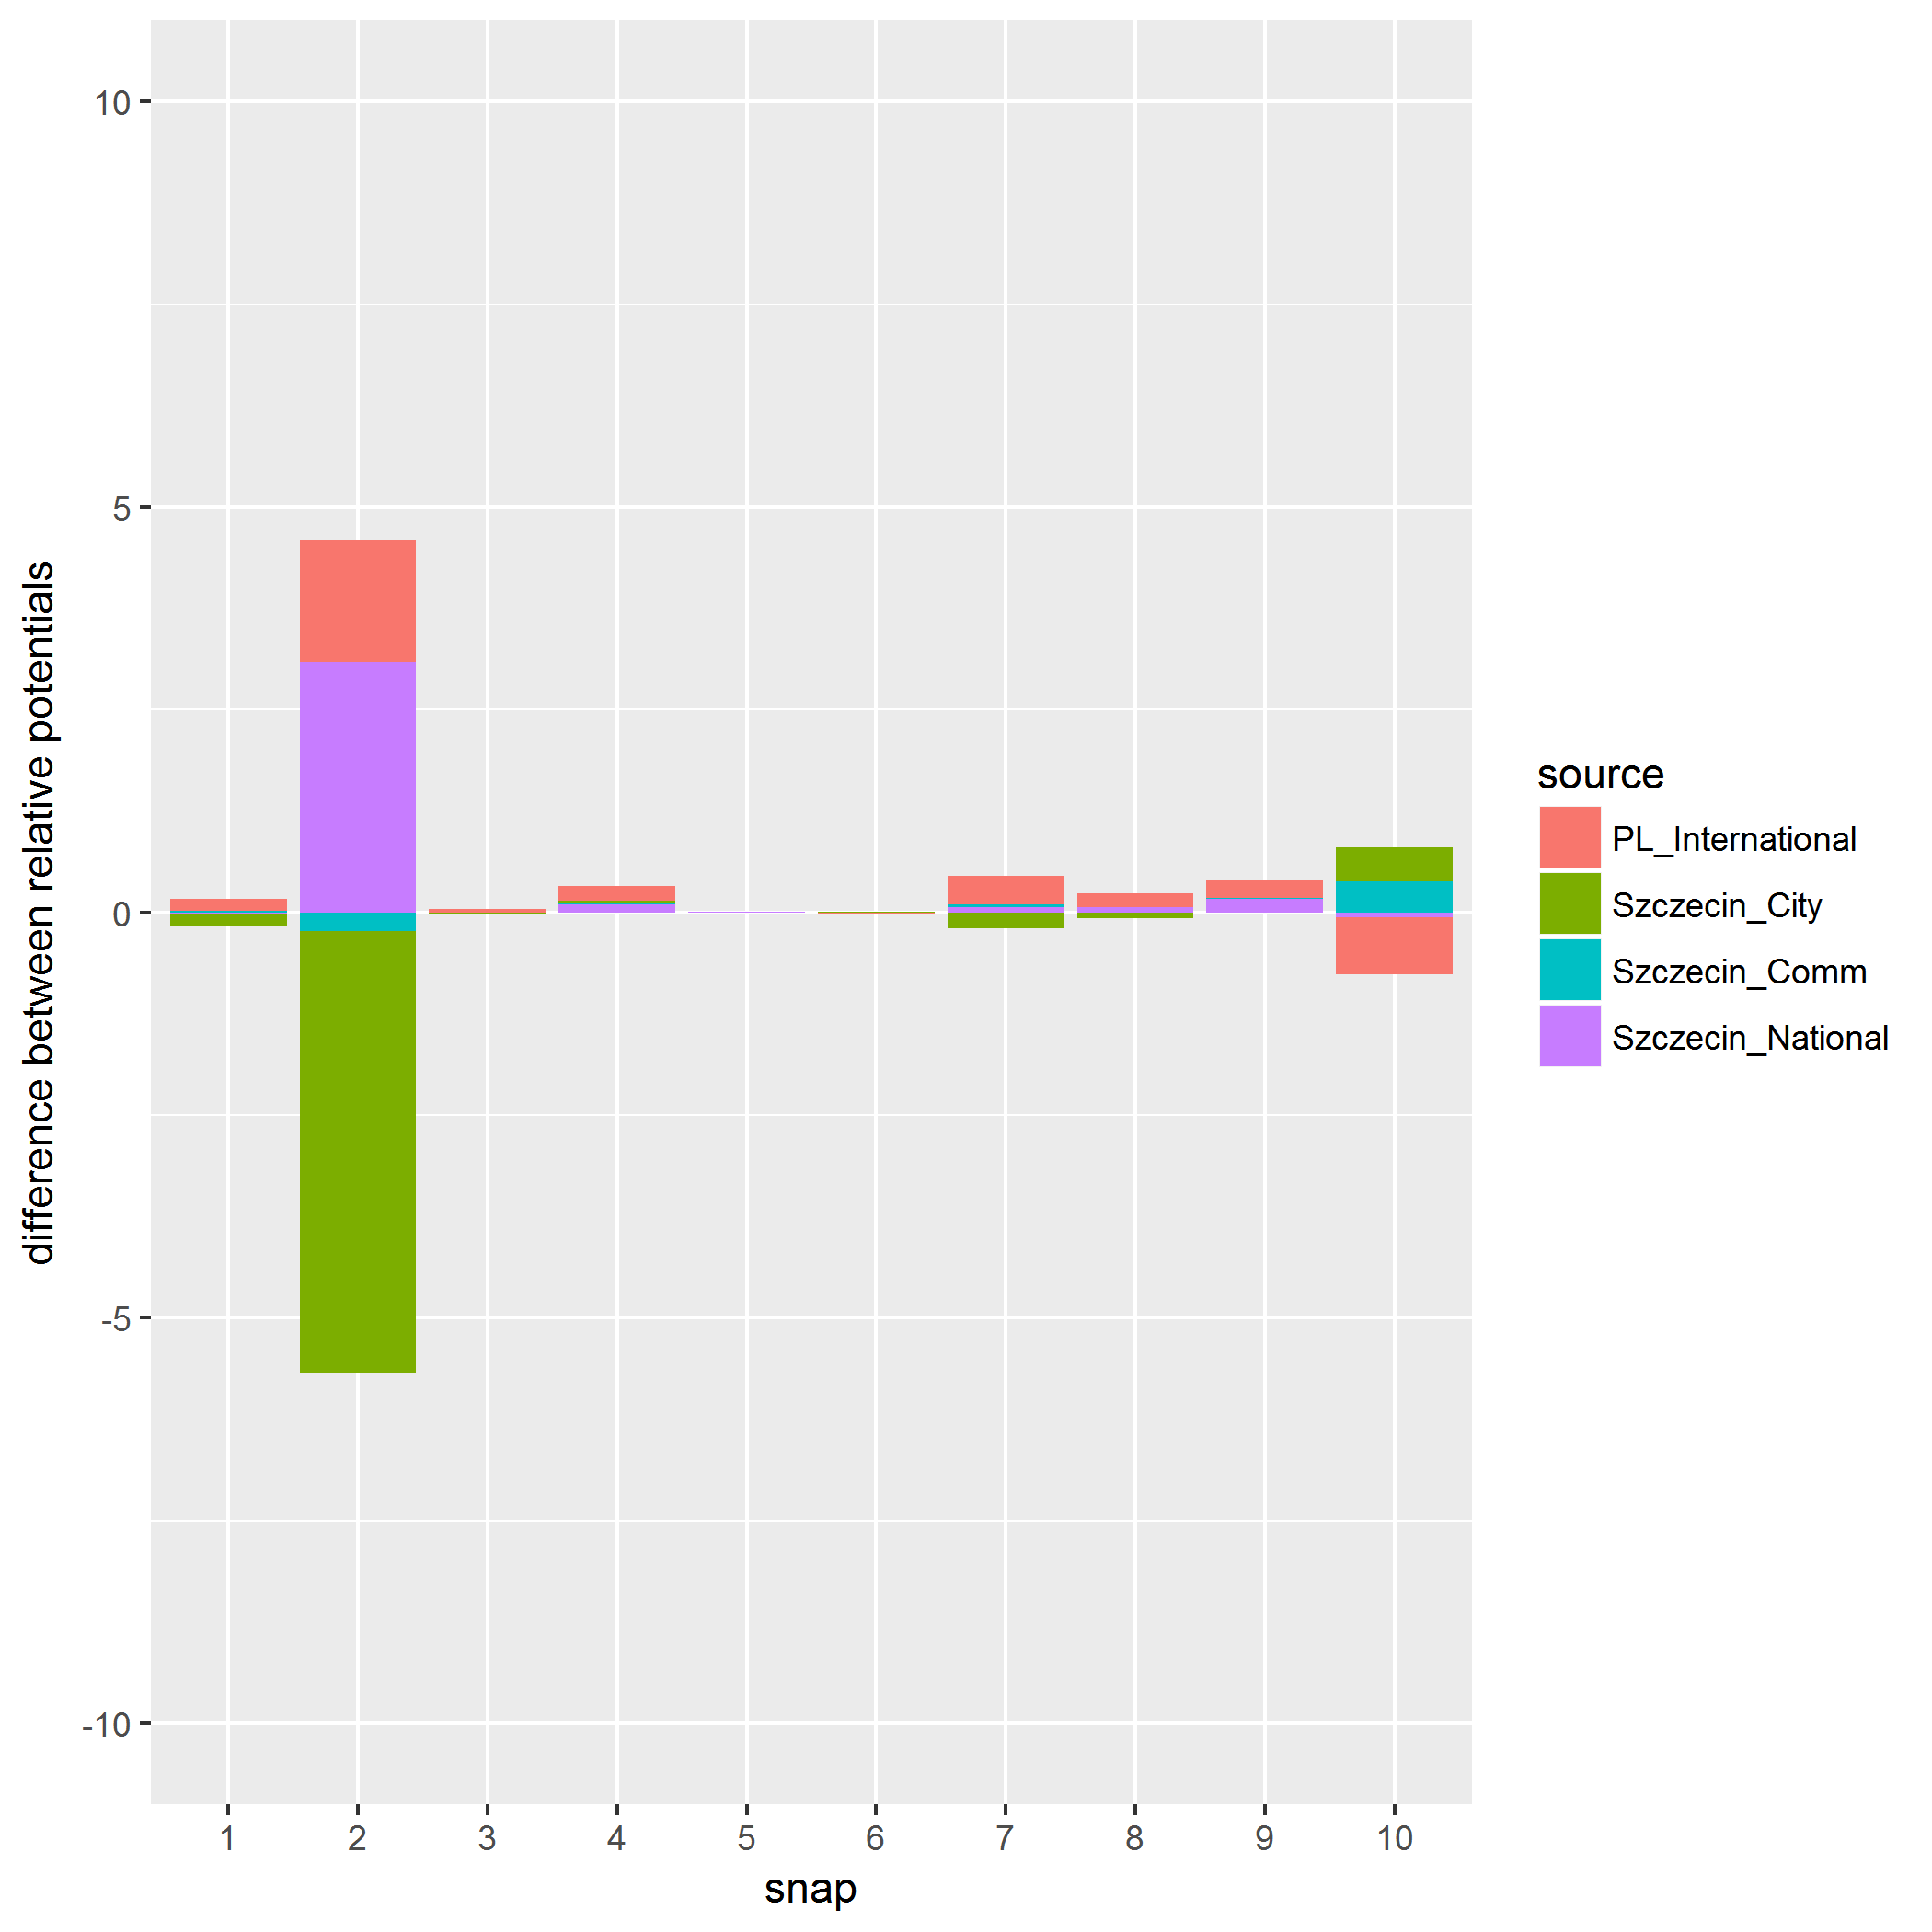 difference between relative potentials
10
5
0
-5
-10
1 2 3 4 5 6 7 8 9 10
snap
source
PL_International
Szczecin_City
Szczecin_Comm
Szczecin_National